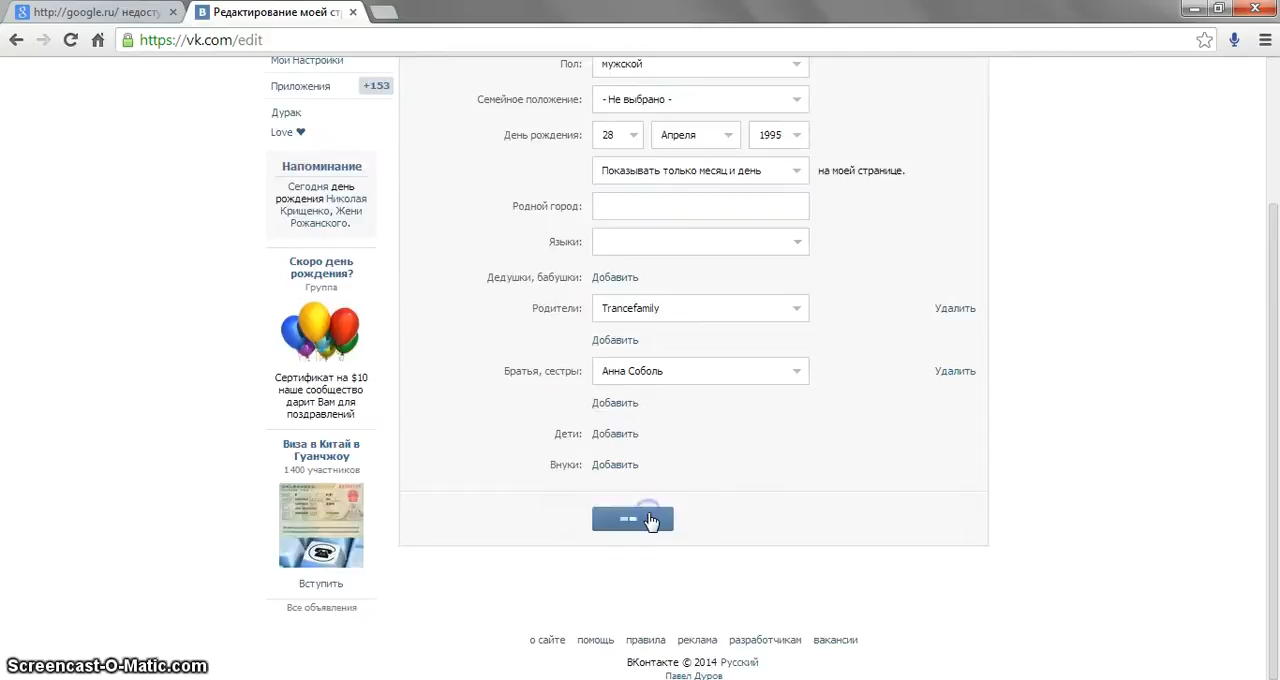 http://google.ru/ недосту
Редактирование моей ст
https://vk.com/edit
Мои Настройки
Приложения +153
Дурак
Love ❤
Напоминание
Сегодня день
рождения Николая
Крищенко, Жени
Рожанского.
Скоро день
рождения?
Группа
Сертификат на $10
наше сообщество
дарит Вам для
поздравлений
Виза в Китай в
Гуанчжоу
1400 участников
Вступить
Все объявления
Пол: мужской
Семейное положение: - Не выбрано -
День рождения: 28 Апреля 1995
Показывать только месяц и день на моей странице.
Родной город:
Языки:
Дедушки, бабушки: Добавить
Родители: Trancefamily Удалить
Добавить
Братья, сестры: Анна Соболь Удалить
Добавить
Дети: Добавить
Внуки: Добавить
о сайте помощь правила реклама разработчикам вакансии
ВКонтакте © 2014 Русский
Павел Дуров
Screencast-O-Matic.com